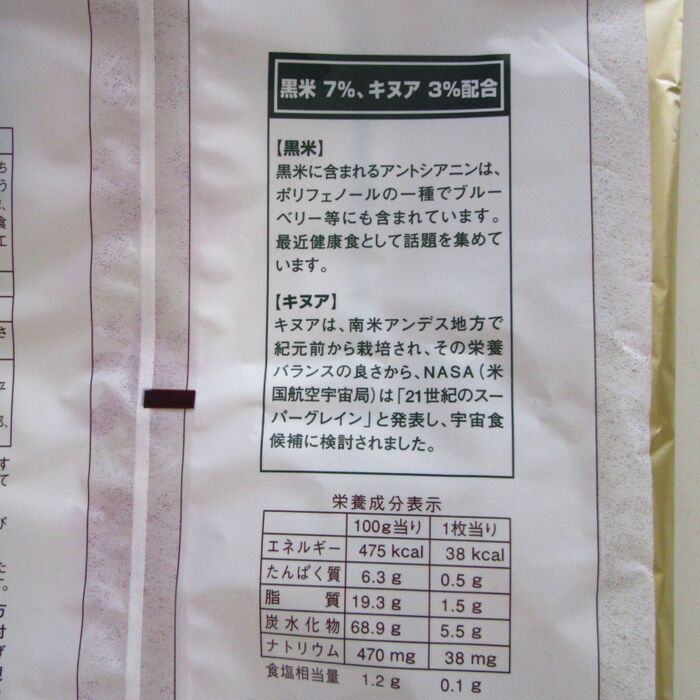 黒米 7%、キヌア 3%配合
【黒米】
黒米に含まれるアントシアニンは、
ポリフェノールの一種でブルー
ベリー等にも含まれています。
最近健康食として話題を集めて
います。
【キヌア】
キヌアは、南米アンデス地方で
紀元前から栽培され、その栄養
バランスの良さから、NASA(米
国航空宇宙局)は「21世紀のスー
パーグレイン」と発表し、宇宙食
候補に検討されました。
栄養成分表示
100g当り 1枚当り
エネルギー 475 kcal 38 kcal
たんぱく質 6.3 g 0.5 g
脂質 19.3 g 1.5 g
炭水化物 68.9 g 5.5 g
ナトリウム 470 mg 38 mg
食塩相当量 1.2 g 0.1 g